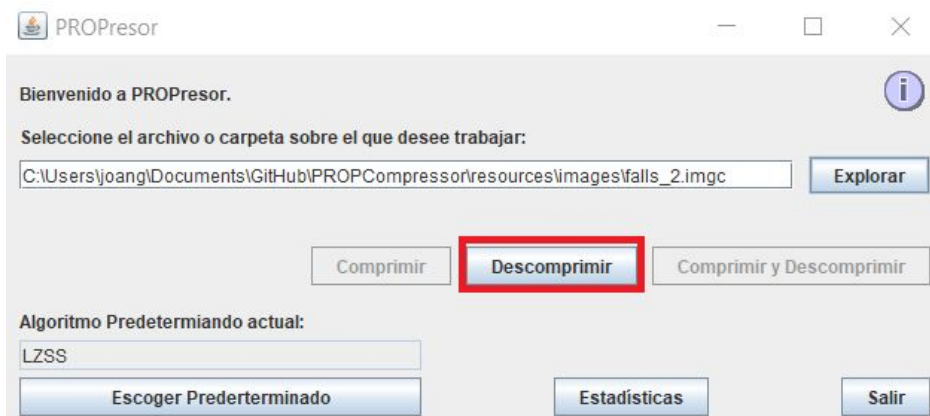 PROPresor
Bienvenido a PROPresor.
i
Seleccione el archivo o carpeta sobre el que desee trabajar:
C:\Users\joang\Documents\GitHub\PROPCompressor\resources\images\falls_2.imgc
Explorar
Comprimir
Descomprimir
Comprimir y Descomprimir
Algoritmo Predetermiando actual:
LZSS
Escoger Prederterminado
Estadísticas
Salir